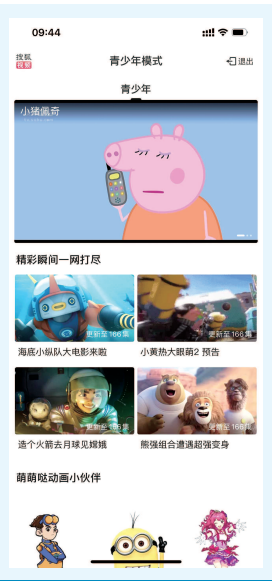 09:44
搜狐
视频
青少年模式
退出
青少年
小猪佩奇
精彩瞬间一网打尽
更新至166集
更新至166集
海底小纵队大电影来啦
小黄热大眼萌2 预告
更新至166集
更新至166集
造个火箭去月球见嫦娥
熊强组合遭遇超强变身
萌萌哒动画小伙伴